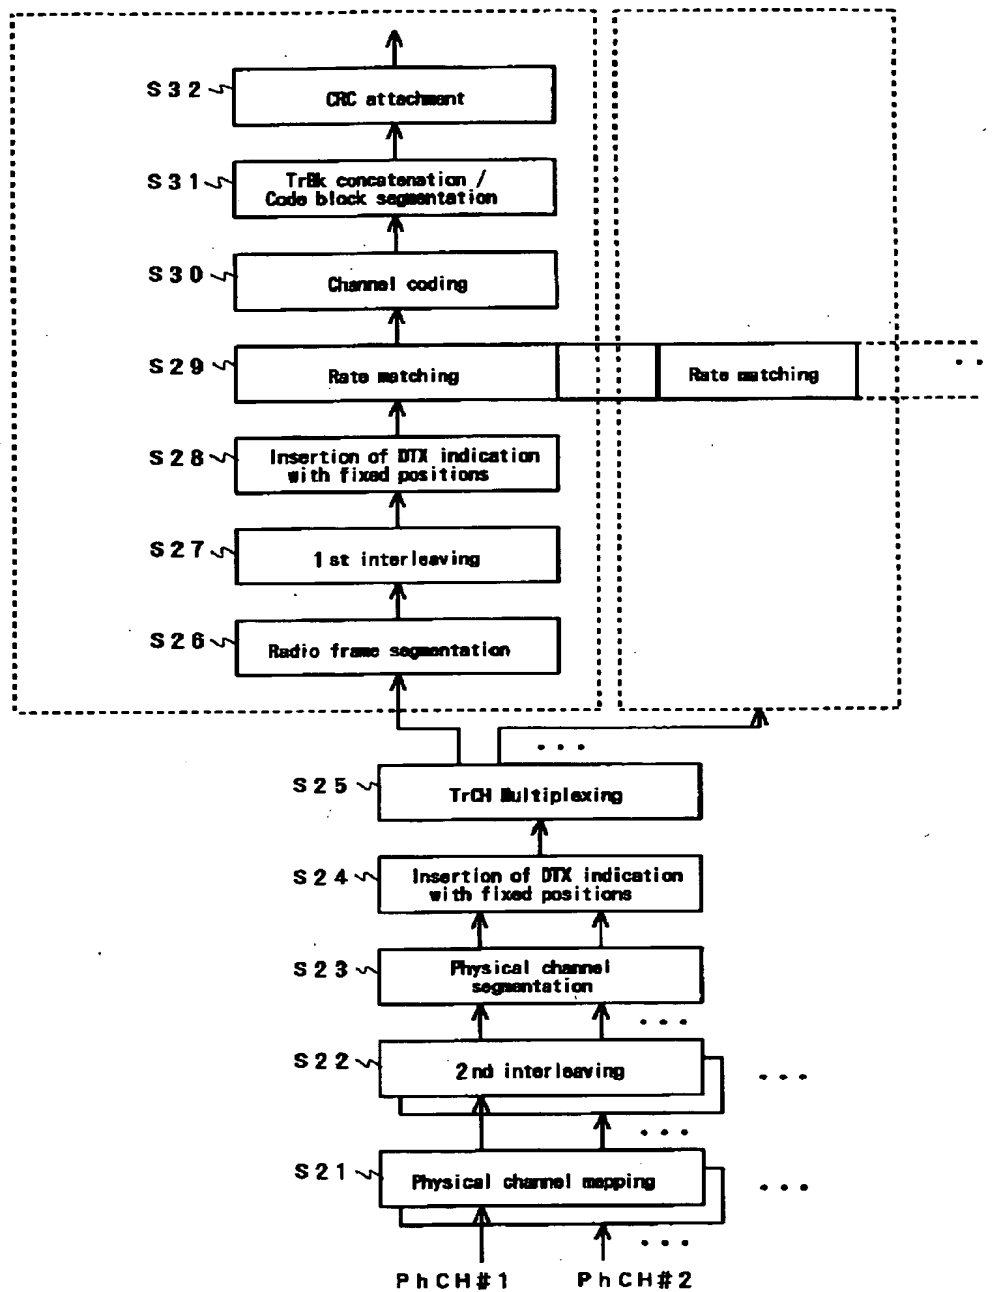 S32
CRC attachment
S31
TrBk concatenation /
Code block segmentation
S30
Channel coding
S29
Rate matching
Rate matching
S28
Insertion of DTX indication
with fixed positions
S27
1st interleaving
S26
Radio frame segmentation
S25
TrCH Multiplexing
S24
Insertion of DTX indication
with fixed positions
S23
Physical channel
segmentation
S22
2nd interleaving
S21
Physical channel mapping
PhCH#1
PhCH#2